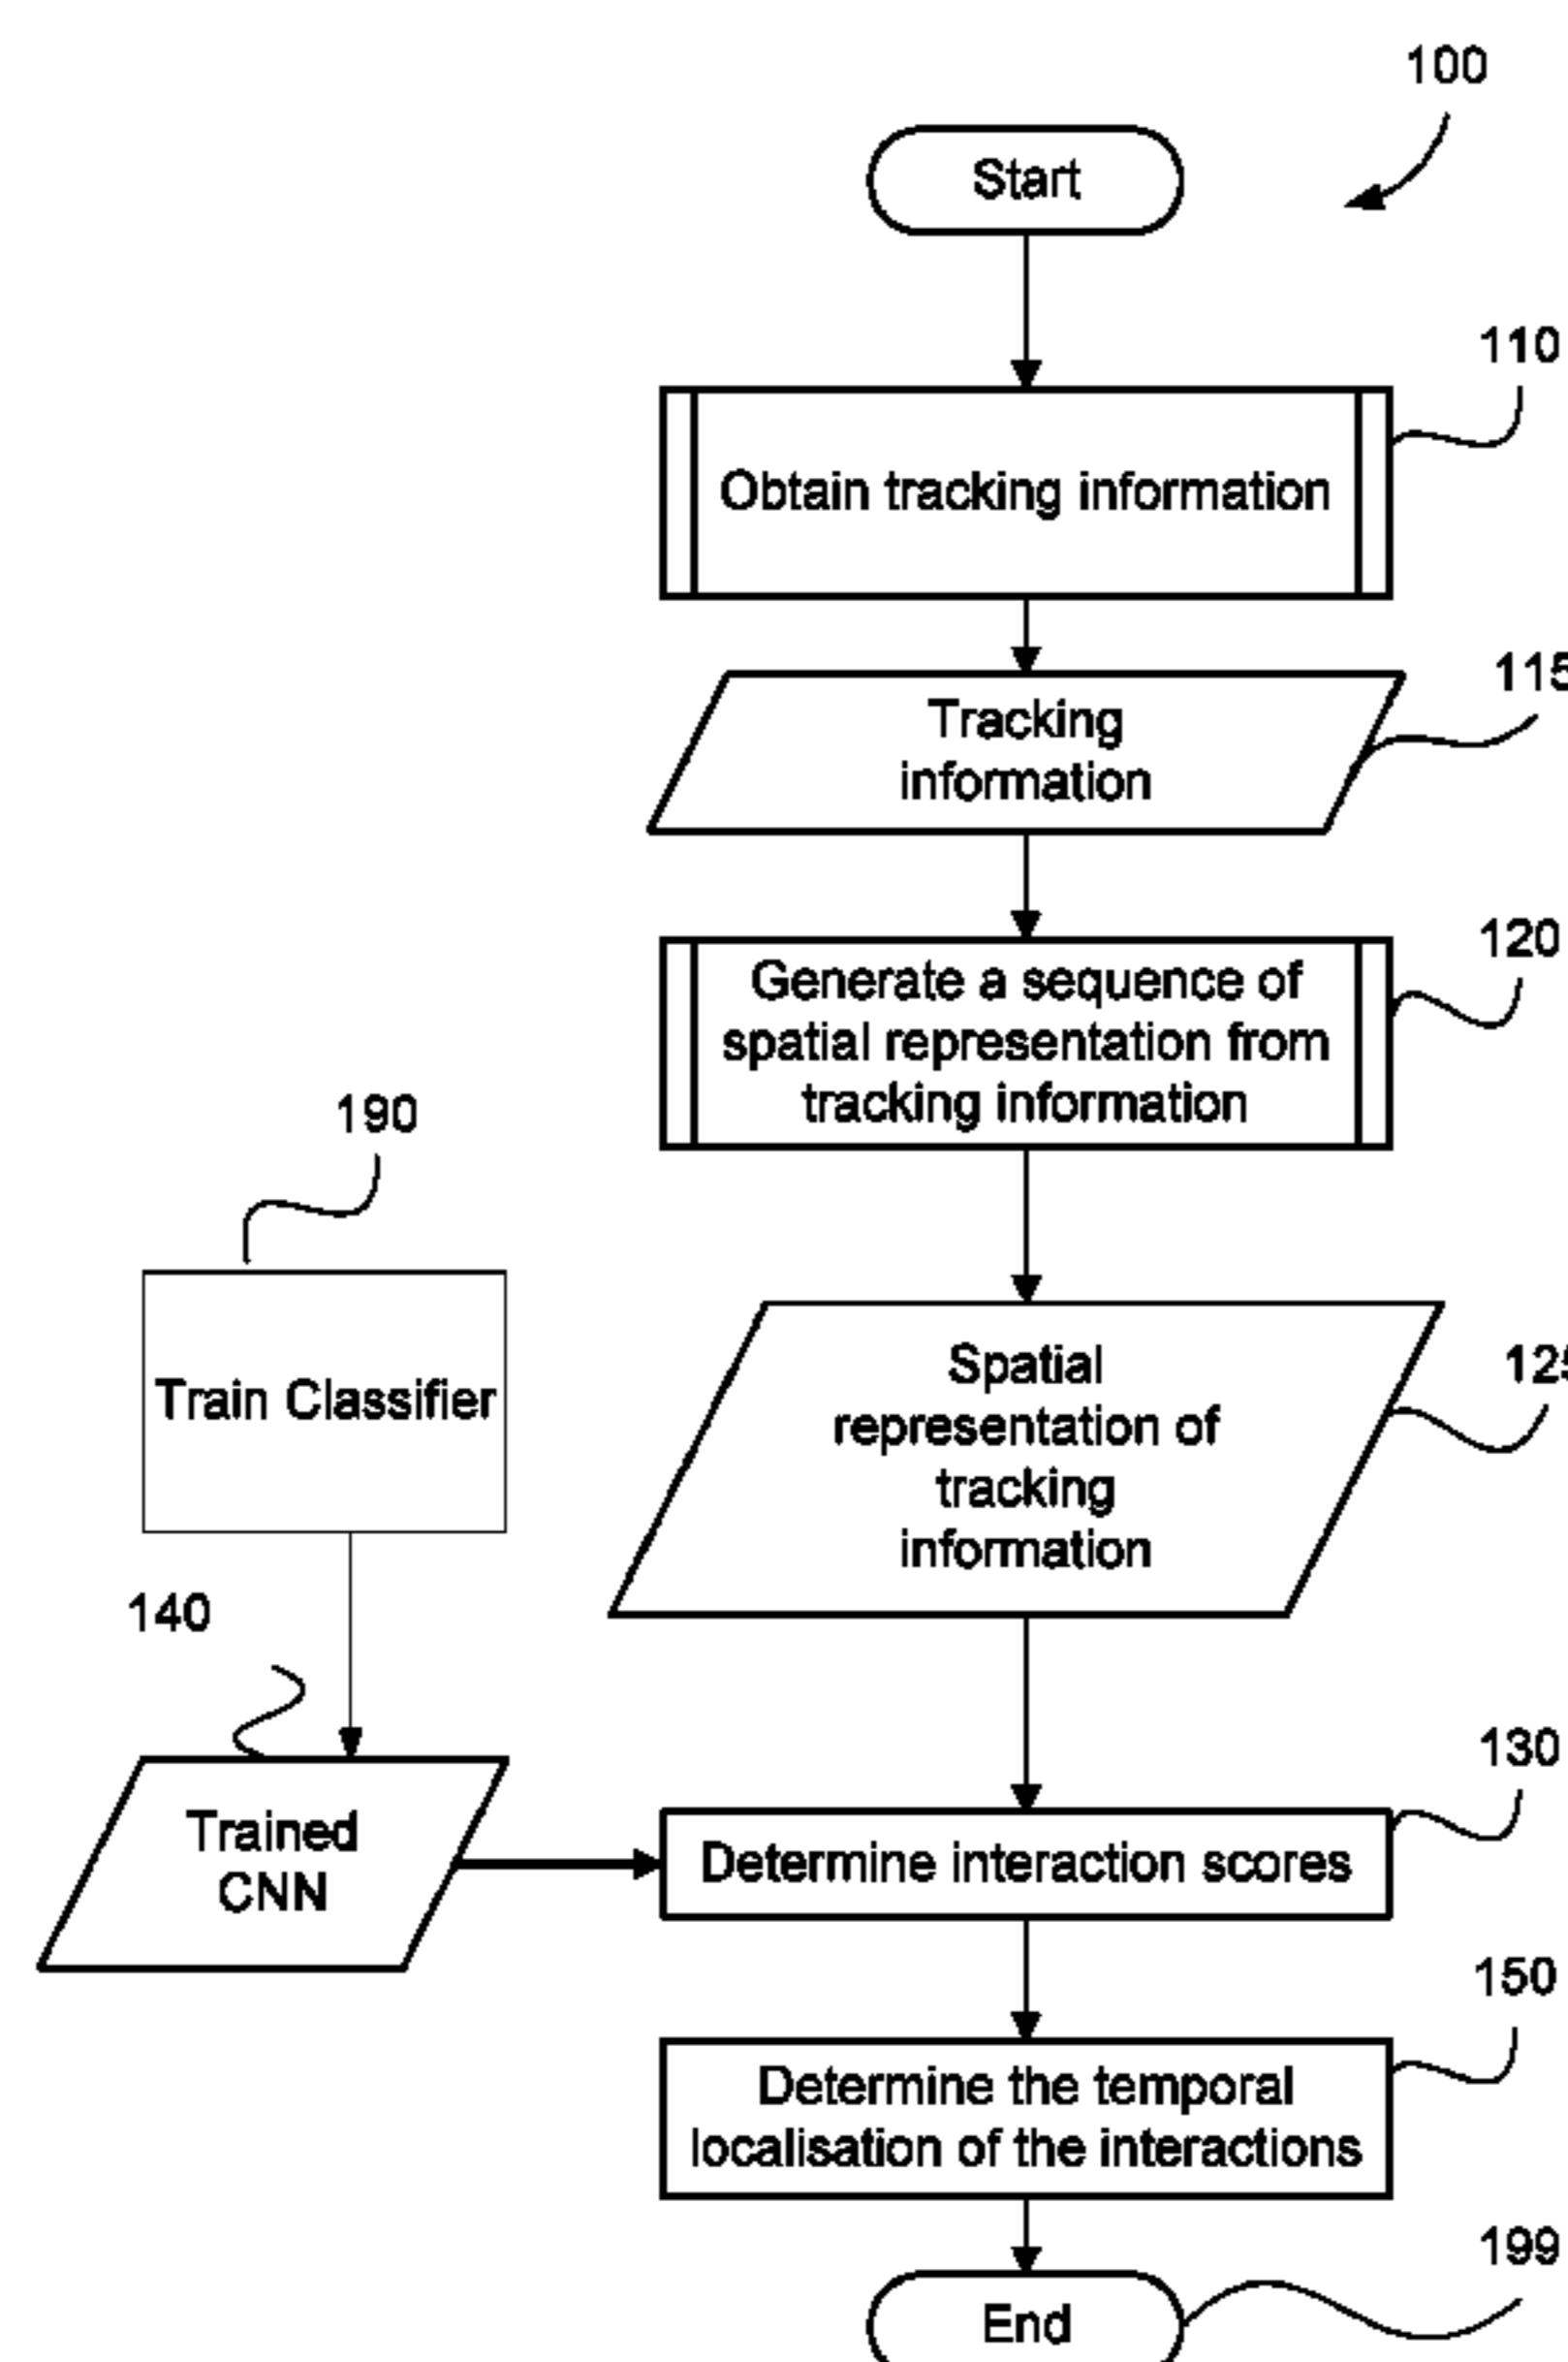 100
Start
110
Obtain tracking information
115
Tracking
information
120
Generate a sequence of
spatial representation from
tracking information
190
Train Classifier
125
Spatial
representation of
tracking
information
140
Trained
CNN
130
Determine interaction scores
150
Determine the temporal
localisation of the interactions
199
End